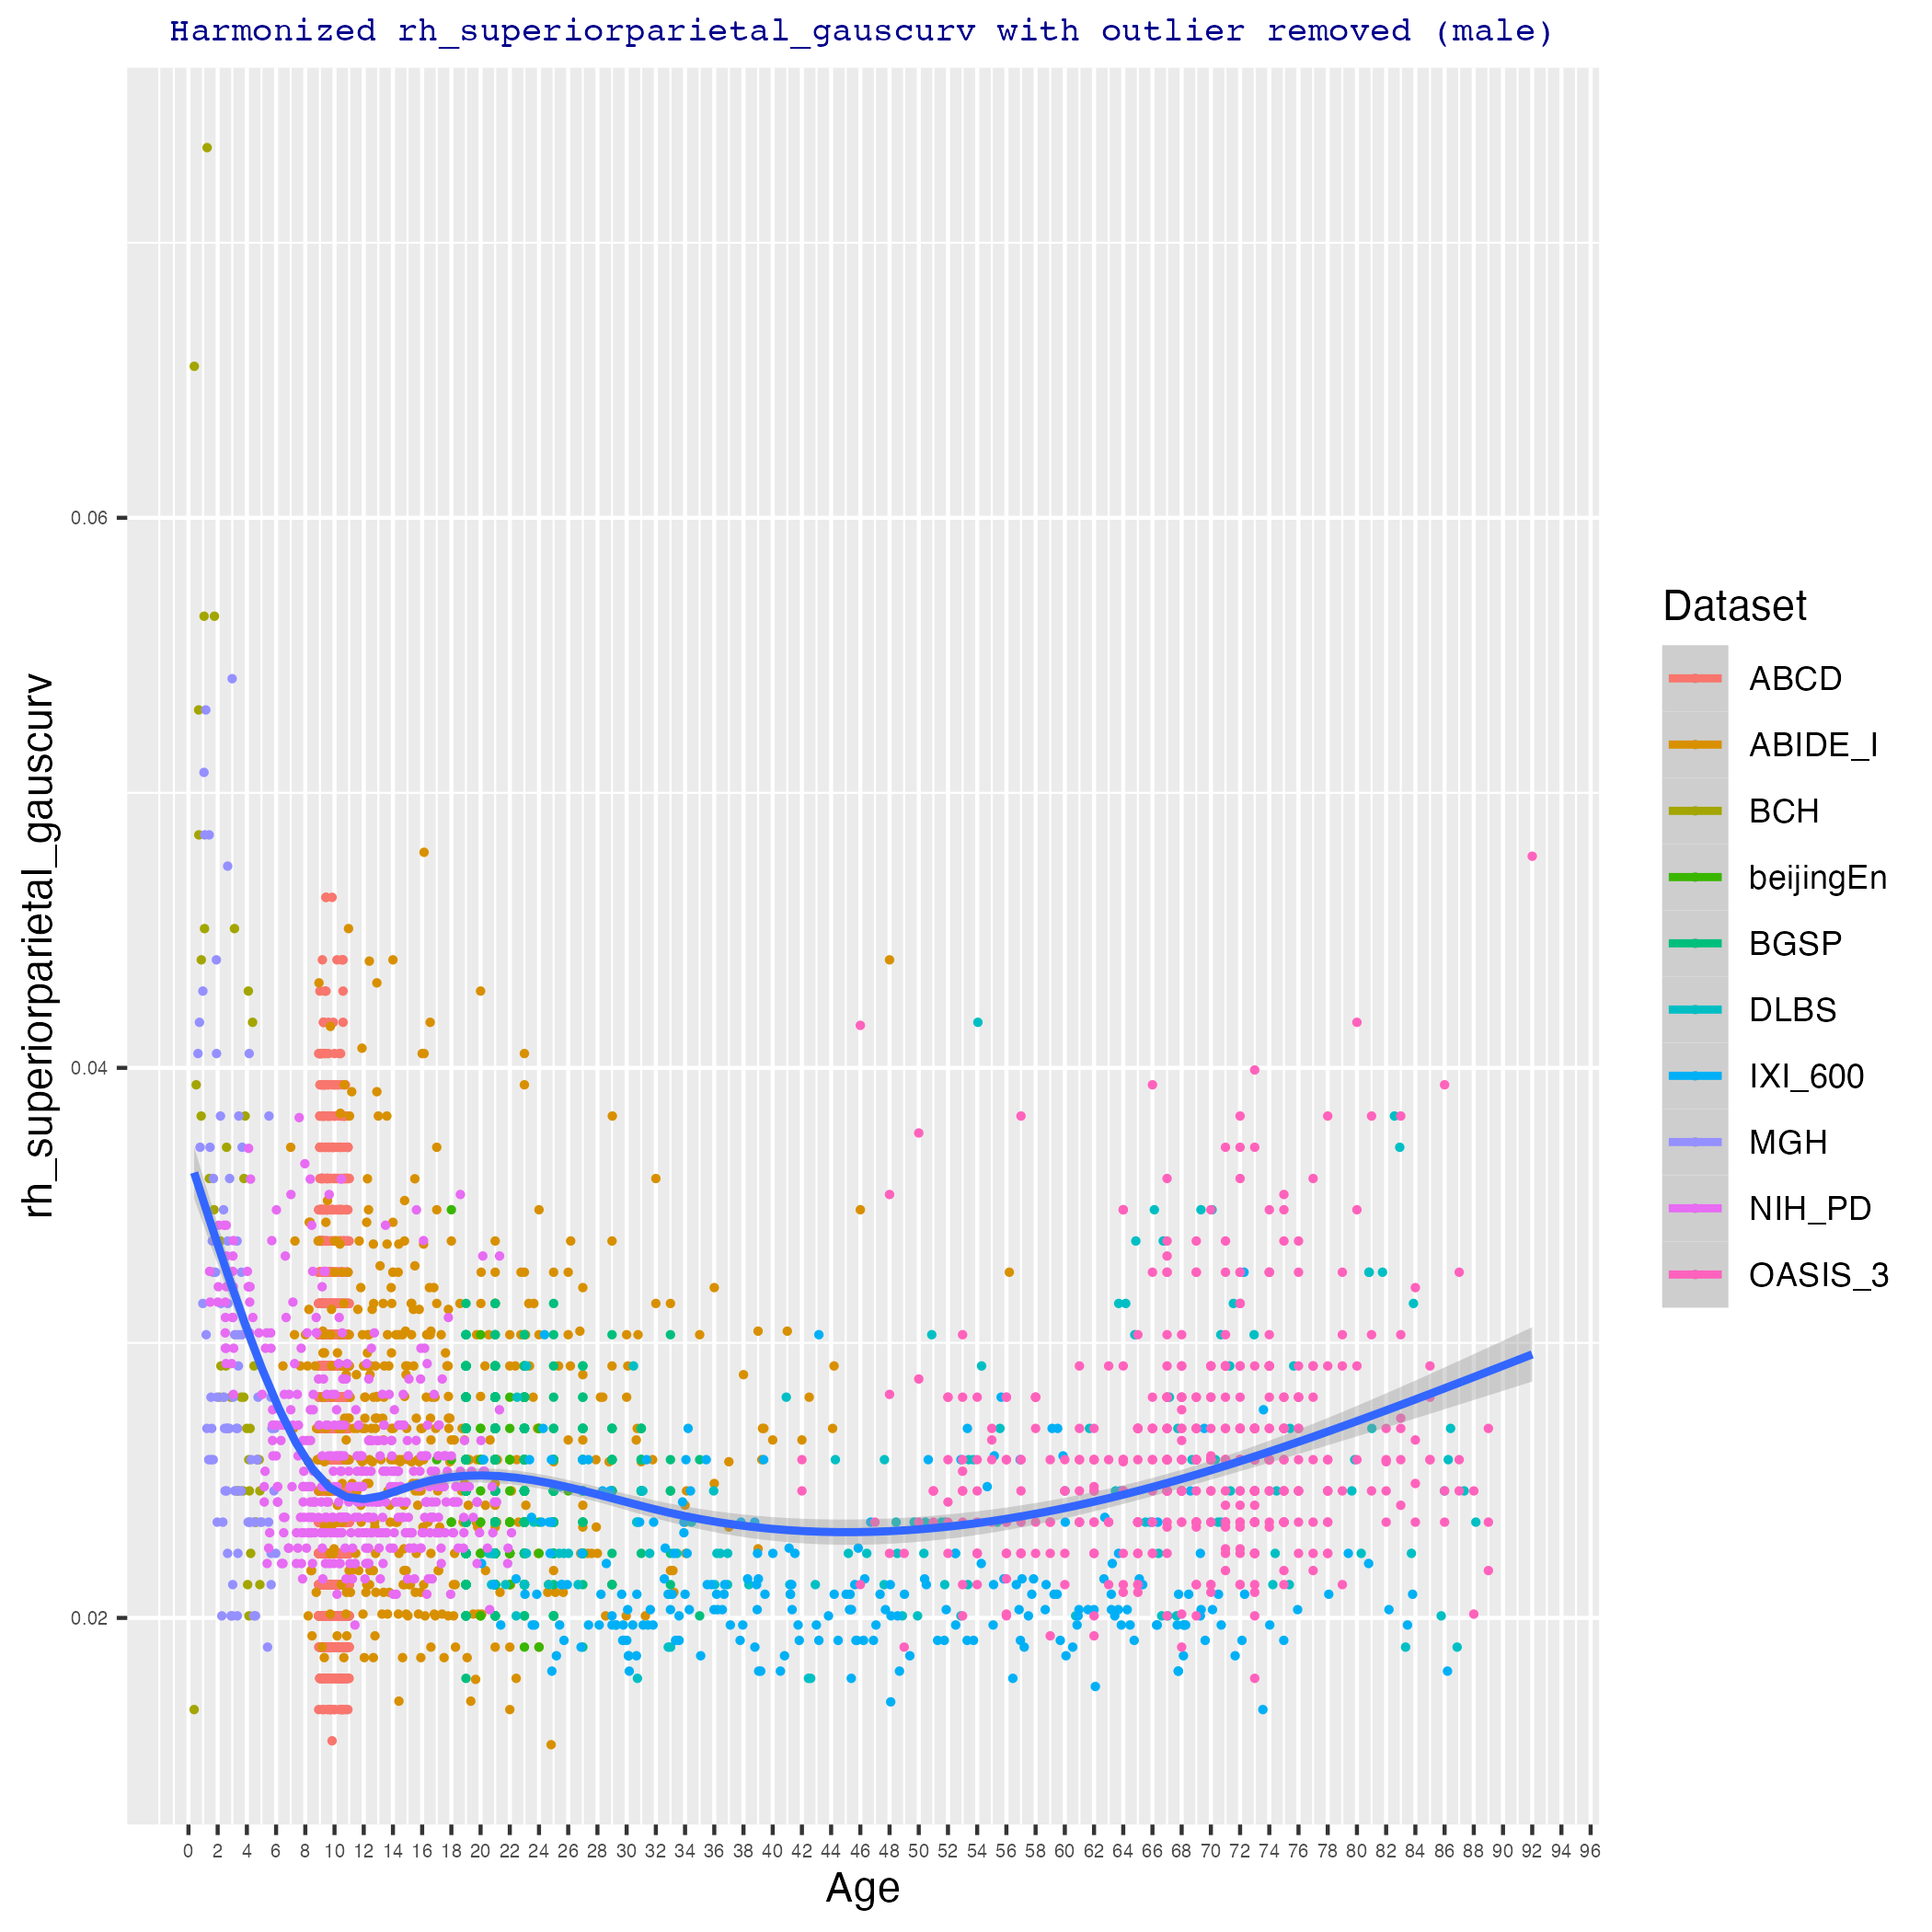 Harmonized rh_superiorparietal_gauscurv with outlier removed (male)
rh_superiorparietal_gauscurv
0.06
0.04
0.02
0 2 4 6 8 10 12 14 16 18 20 22 24 26 28 30 32 34 36 38 40 42 44 46 48 50 52 54 56 58 60 62 64 66 68 70 72 74 76 78 80 82 84 86 88 90 92 94 96
Age
Dataset
ABCD
ABIDE_I
BCH
beijingEn
BGSP
DLBS
IXI_600
MGH
NIH_PD
OASIS_3